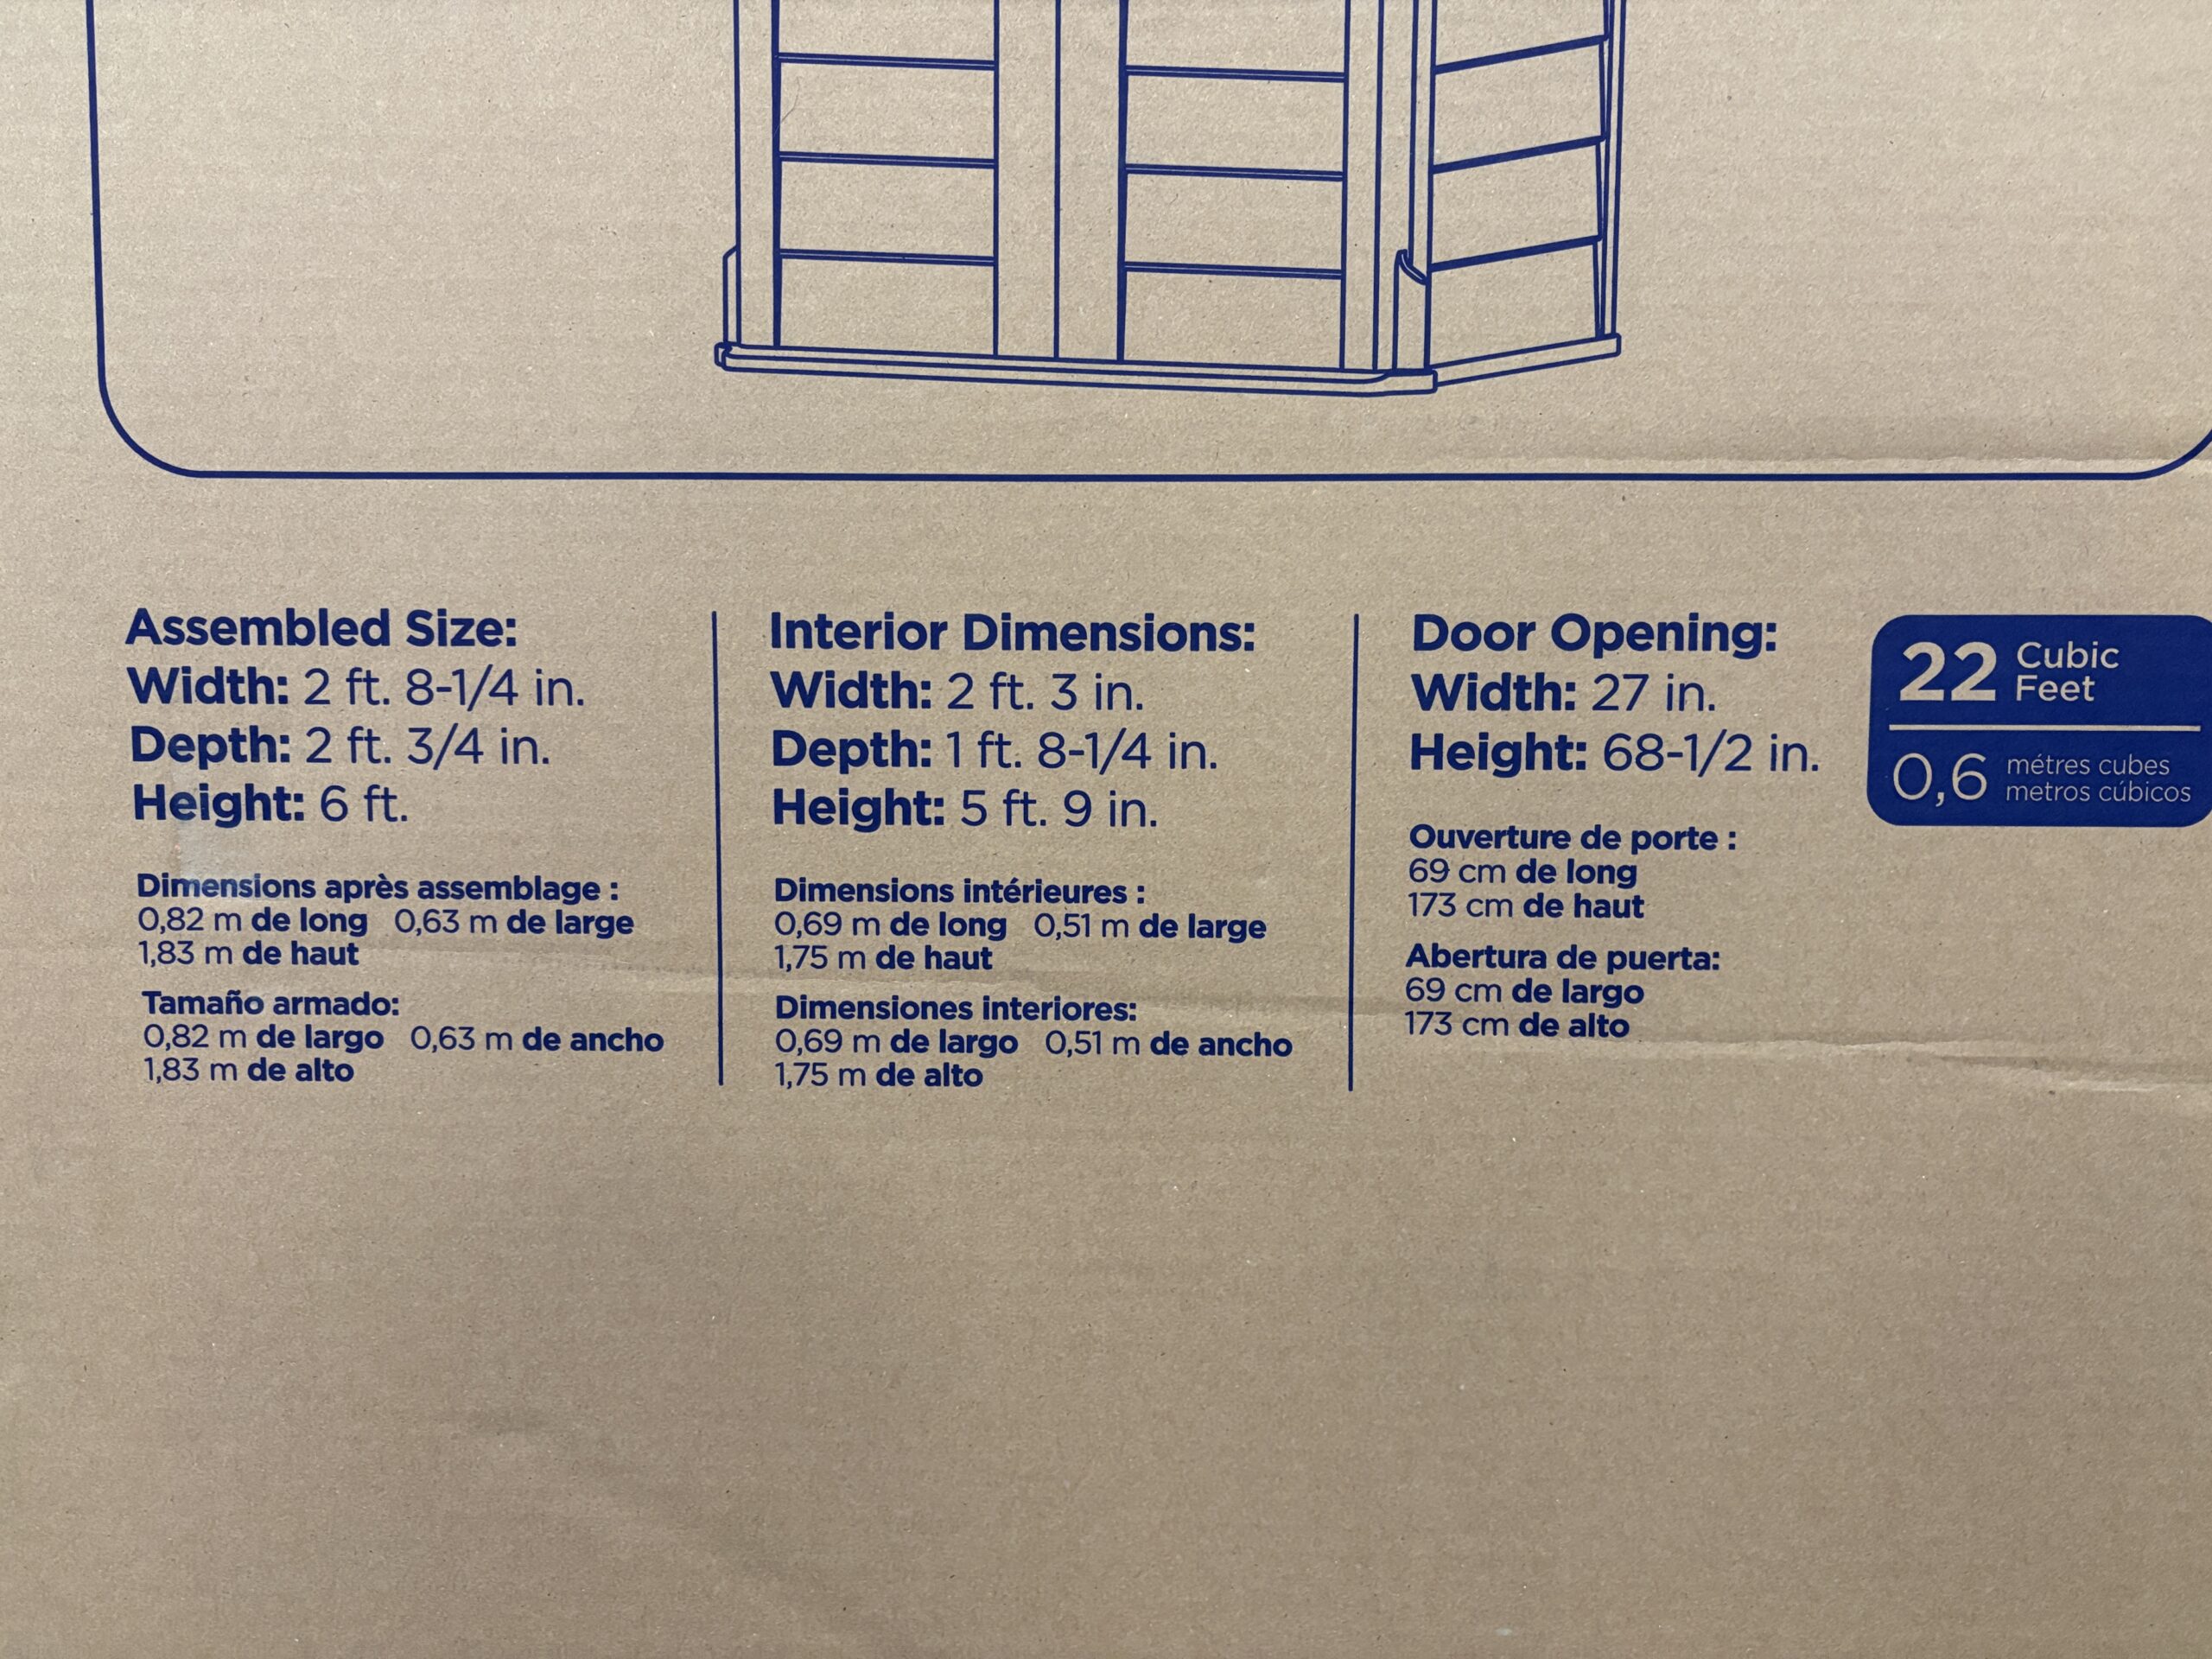 Assembled Size:
Width: 2 ft. 8-1/4 in.
Depth: 2 ft. 3/4 in.
Height: 6 ft.
Dimensions après assemblage :
0,82 m de long 0,63 m de large
1,83 m de haut
Tamaño armado:
0,82 m de largo 0,63 m de ancho
1,83 m de alto
Interior Dimensions:
Width: 2 ft. 3 in.
Depth: 1 ft. 8-1/4 in.
Height: 5 ft. 9 in.
Dimensions intérieures :
0,69 m de long 0,51 m de large
1,75 m de haut
Dimensiones interiores:
0,69 m de largo 0,51 m de ancho
1,75 m de alto
Door Opening:
Width: 27 in.
Height: 68-1/2 in.
Ouverture de porte :
69 cm de long
173 cm de haut
Abertura de puerta:
69 cm de largo
173 cm de alto
22 Cubic
Feet
0,6 métres cubes
metros cúbicos